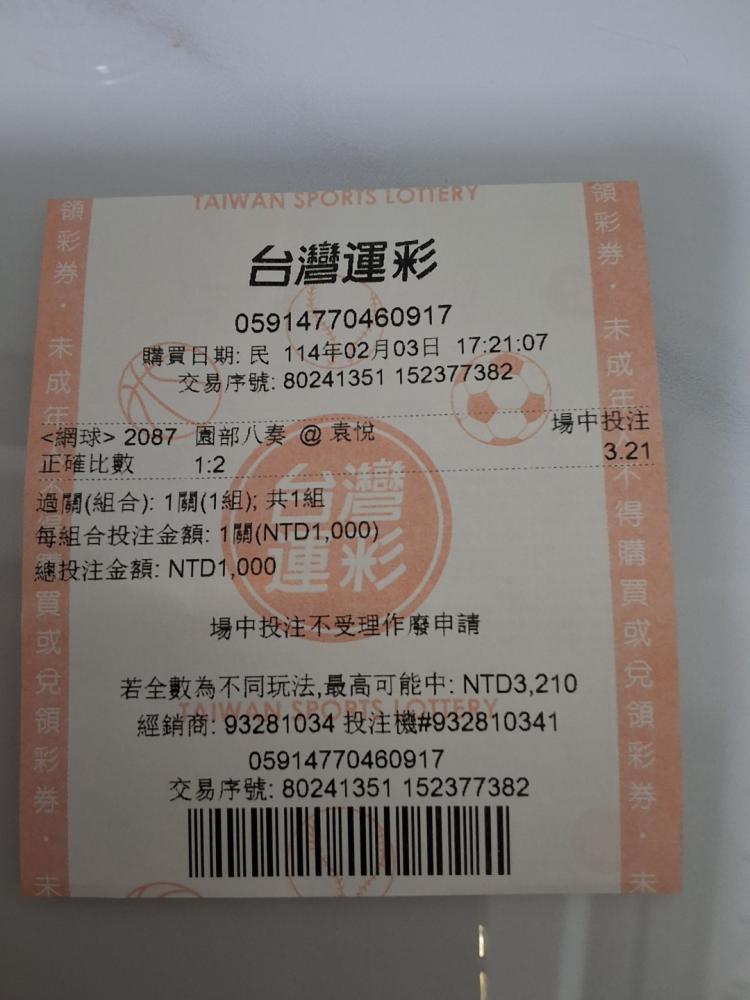 TAIWAN SPORTS LOTTERY
台灣運彩
05914770460917
購買日期: 民 114年02月03日 17:21:07
交易序號: 80241351 152377382
<網球> 2087 園部八奏 @ 袁悅 場中投注
正確比數 1:2 3.21
過關(組合): 1關(1組); 共1組
每組合投注金額: 1關(NTD1,000)
總投注金額: NTD1,000
台灣運彩
場中投注不受理作廢申請
若全數為不同玩法,最高可能中: NTD3,210
TAIWAN SPORTS LOTTERY
經銷商: 93281034 投注機#932810341
05914770460917
交易序號: 80241351 152377382
領彩券．未成年
購買或兌領彩券．未
領彩券．未成年人不得購買或兌領彩券．未